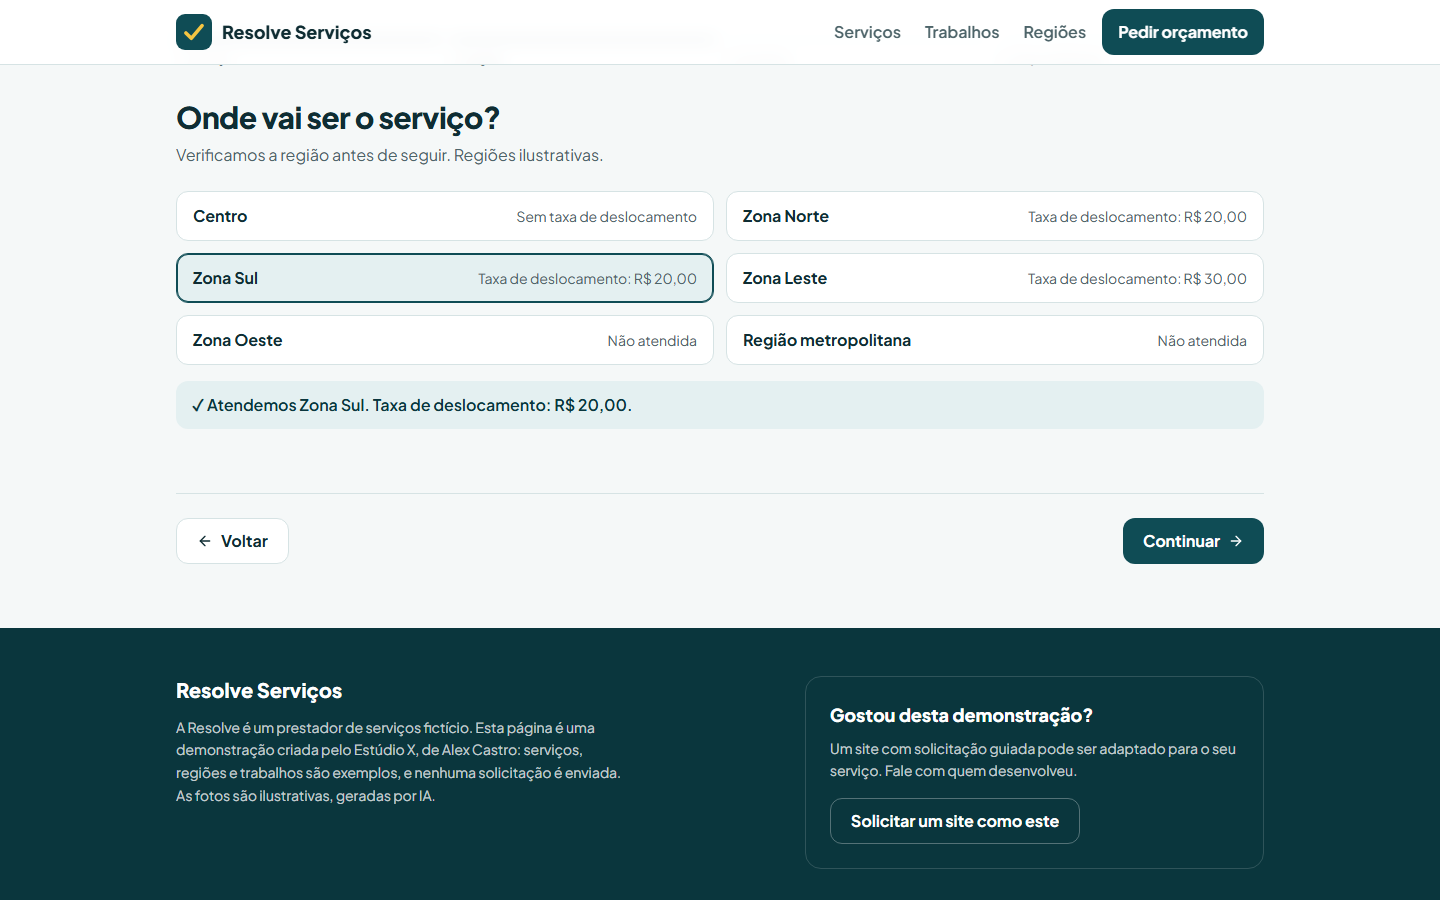 Resolve Serviços
Serviços
Trabalhos
Regiões
Pedir orçamento
Onde vai ser o serviço?
Verificamos a região antes de seguir. Regiões ilustrativas.
Centro
Sem taxa de deslocamento
Zona Norte
Taxa de deslocamento: R$ 20,00
Zona Sul
Taxa de deslocamento: R$ 20,00
Zona Leste
Taxa de deslocamento: R$ 30,00
Zona Oeste
Não atendida
Região metropolitana
Não atendida
✓ Atendemos Zona Sul. Taxa de deslocamento: R$ 20,00.
← Voltar
Continuar →
Resolve Serviços
A Resolve é um prestador de serviços fictício. Esta página é uma
demonstração criada pelo Estúdio X, de Alex Castro: serviços,
regiões e trabalhos são exemplos, e nenhuma solicitação é enviada.
As fotos são ilustrativas, geradas por IA.
Gostou desta demonstração?
Um site com solicitação guiada pode ser adaptado para o seu
serviço. Fale com quem desenvolveu.
Solicitar um site como este